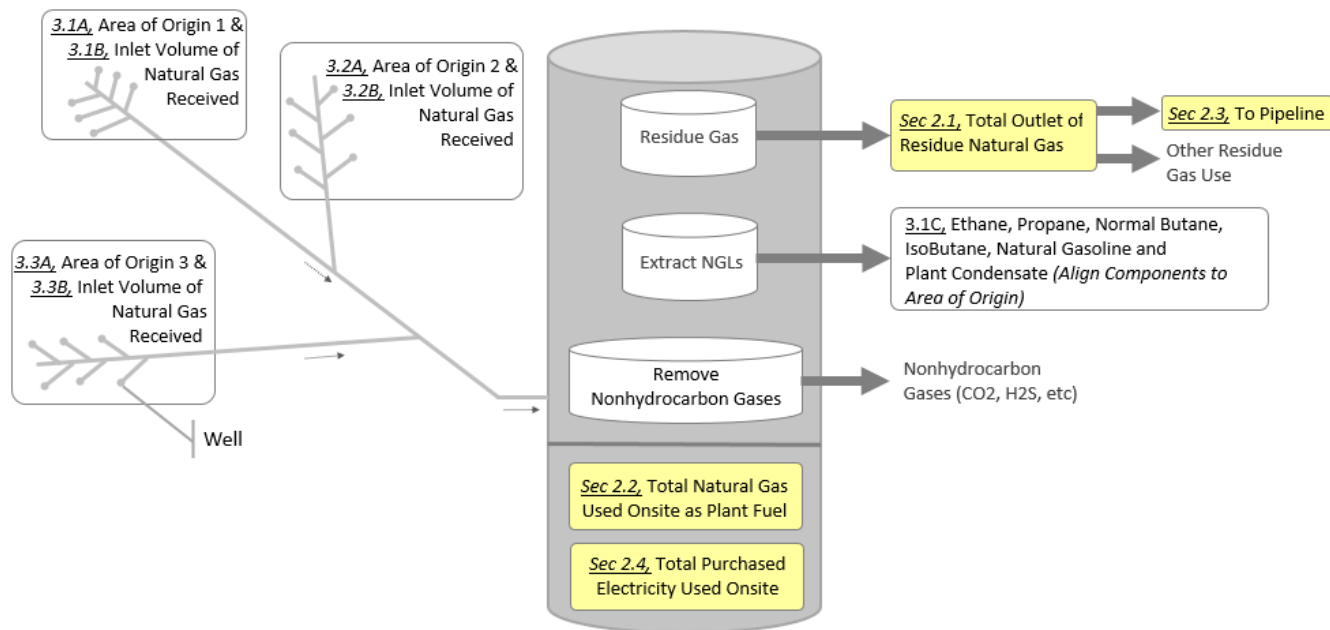 3.1A, Area of Origin 1 &
3.1B, Inlet Volume of
Natural Gas
Received
3.2A, Area of Origin 2 &
3.2B, Inlet Volume of
Natural Gas
Received
3.3A, Area of Origin 3 &
3.3B, Inlet Volume of
Natural Gas
Received
Well
Residue Gas
Sec 2.1, Total Outlet of
Residue Natural Gas
Sec 2.3, To Pipeline
Other Residue
Gas Use
Extract NGLs
3.1C, Ethane, Propane, Normal Butane,
IsoButane, Natural Gasoline and
Plant Condensate (Align Components to
Area of Origin)
Remove
Nonhydrocarbon Gases
Nonhydrocarbon
Gases (CO2, H2S, etc)
Sec 2.2, Total Natural Gas
Used Onsite as Plant Fuel
Sec 2.4, Total Purchased
Electricity Used Onsite